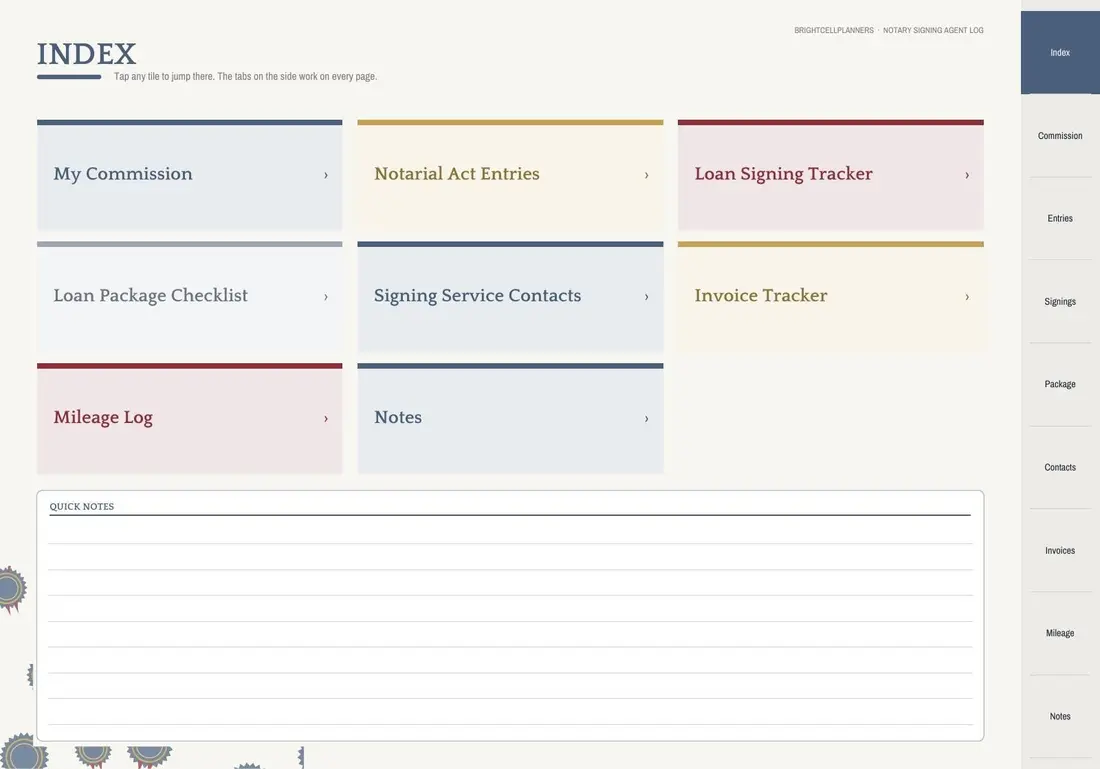 BRIGHTCELLPLANNERS · NOTARY SIGNING AGENT LOG
INDEX
Tap any tile to jump there. The tabs on the side work on every page.
My Commission ›
Notarial Act Entries ›
Loan Signing Tracker ›
Loan Package Checklist ›
Signing Service Contacts ›
Invoice Tracker ›
Mileage Log ›
Notes ›
QUICK NOTES
Index
Commission
Entries
Signings
Package
Contacts
Invoices
Mileage
Notes